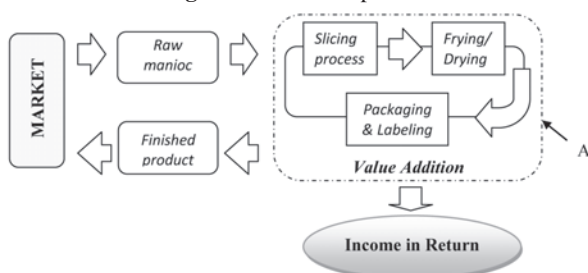 MARKET
Raw
manioc
Slicing
process
Frying/
Drying
Packaging
& Labeling
Finished
product
Value Addition
A
Income in Return